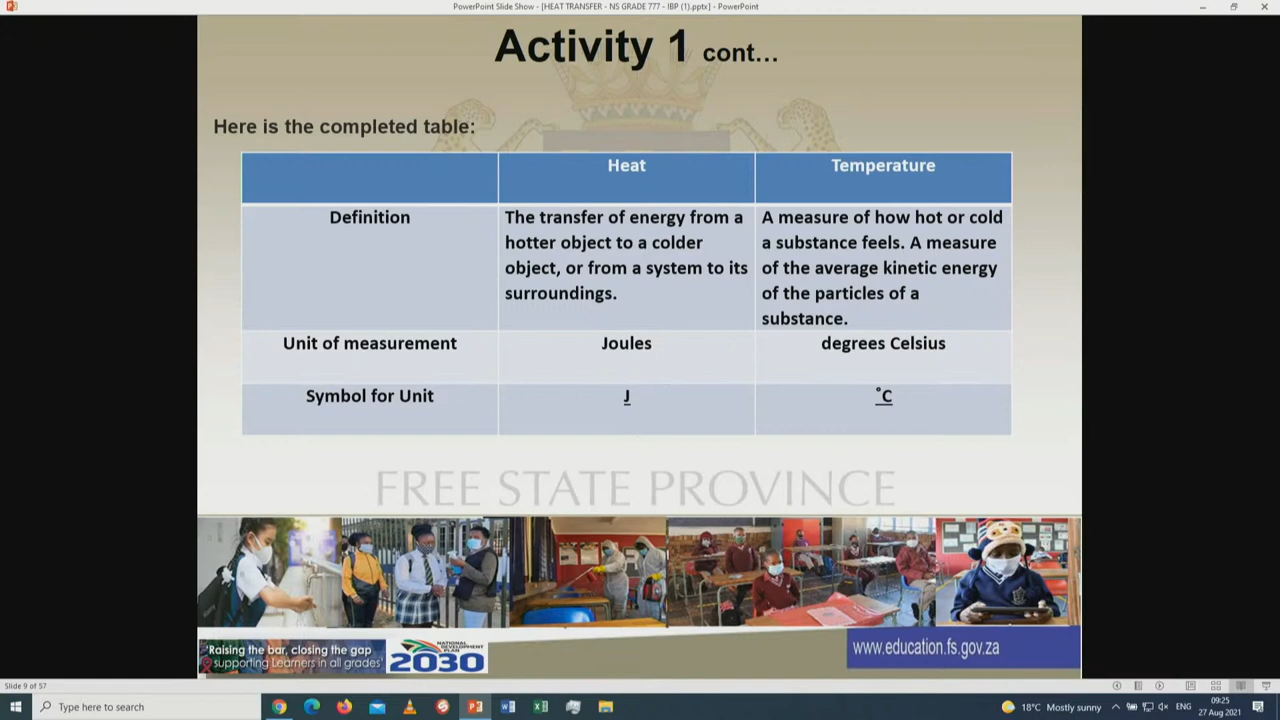 PowerPoint Slide Show - [HEAT TRANSFER - NS GRADE 777 - IBP (1).pptx] - PowerPoint
Activity 1 cont...
Here is the completed table:
Heat
Temperature
Definition
The transfer of energy from a
hotter object to a colder
object, or from a system to its
surroundings.
A measure of how hot or cold
a substance feels. A measure
of the average kinetic energy
of the particles of a
substance.
Unit of measurement
Joules
degrees Celsius
Symbol for Unit
J
°C
FREE STATE PROVINCE
Raising the bar, closing the gap
supporting Learners in all grades'
NATIONAL
DEVELOPMENT
PLAN
2030
www.education.fs.gov.za
Slide 9 of 57
Type here to search
18°C Mostly sunny
ENG
09:25
27 Aug 2021